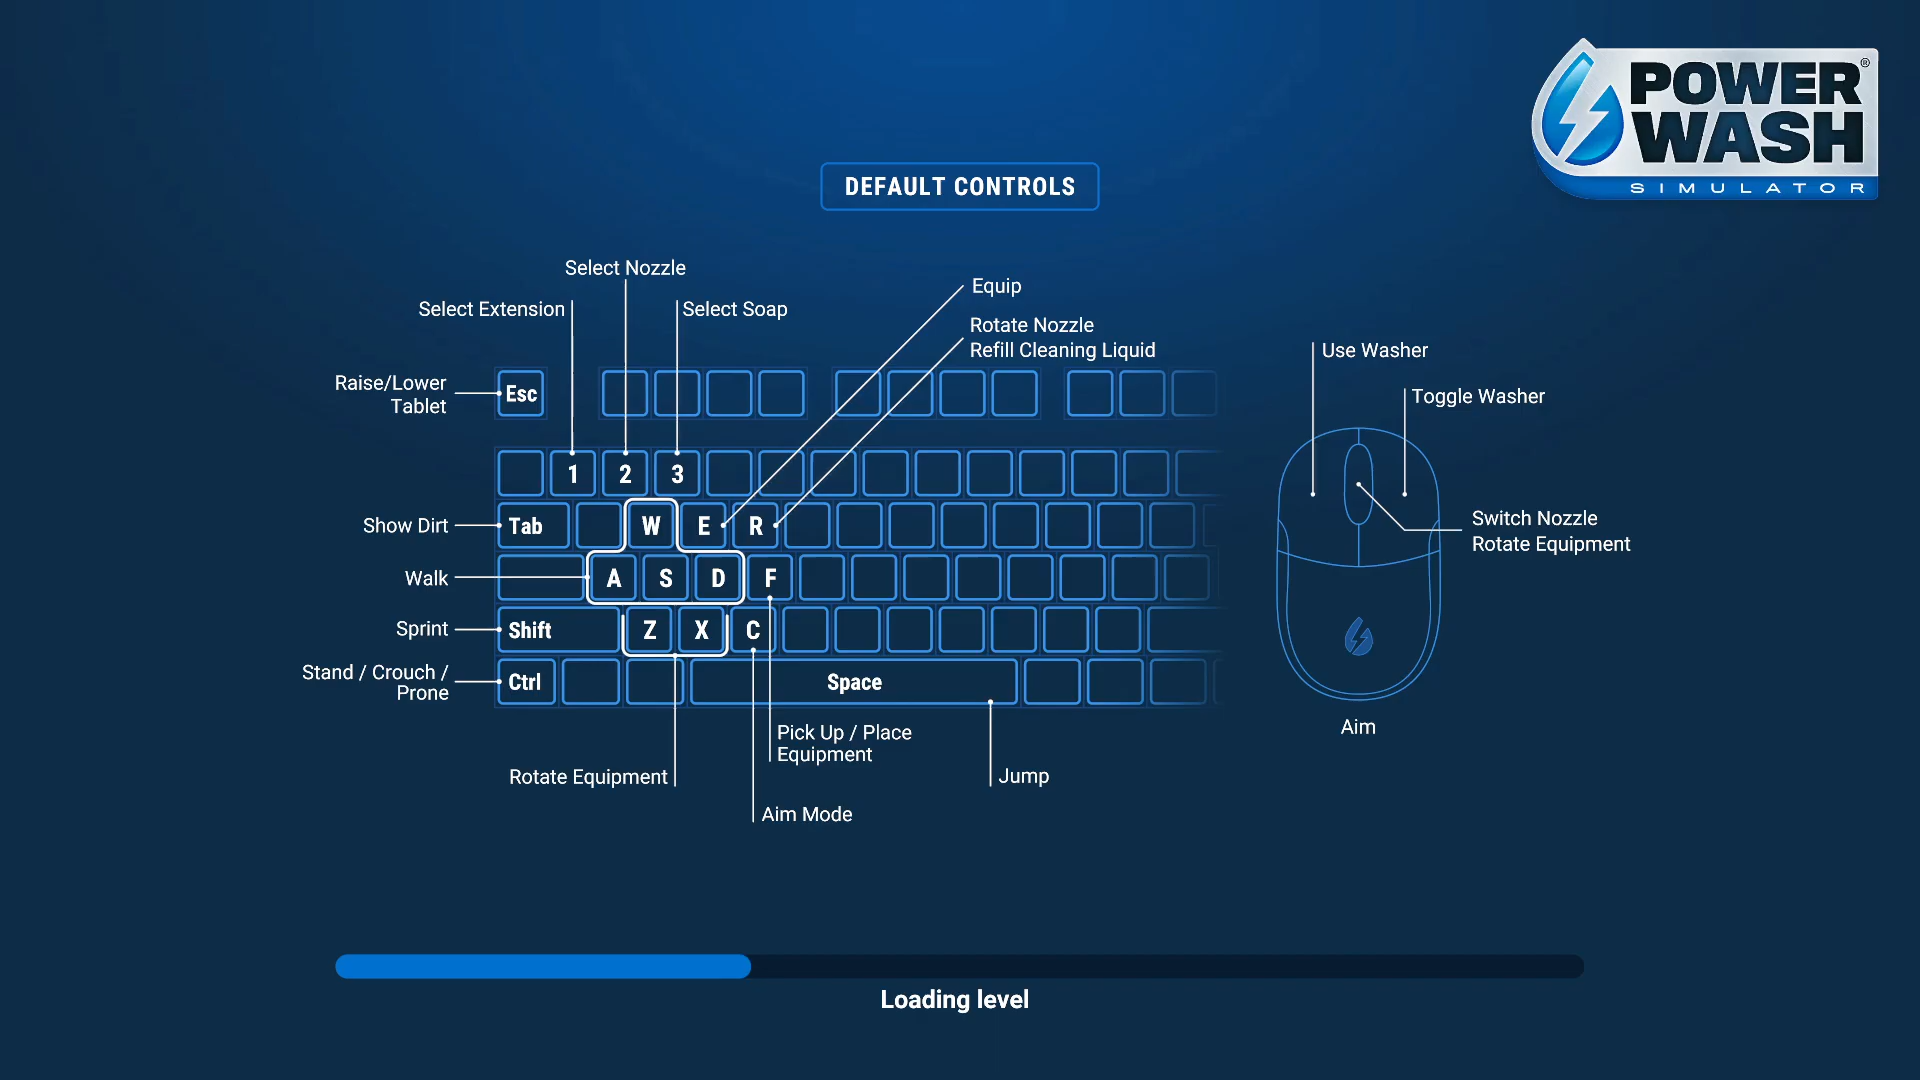 POWER®
WASH
SIMULATOR
DEFAULT CONTROLS
Select Nozzle
Select Extension
Select Soap
Equip
Rotate Nozzle
Refill Cleaning Liquid
Use Washer
Toggle Washer
Raise/Lower
Tablet
Esc
1 2 3
Show Dirt
Tab W E R
Switch Nozzle
Rotate Equipment
Walk
A S D F
Sprint
Shift Z X C
Stand / Crouch /
Prone
Ctrl Space
Aim
Pick Up / Place
Equipment
Rotate Equipment
Jump
Aim Mode
Loading level